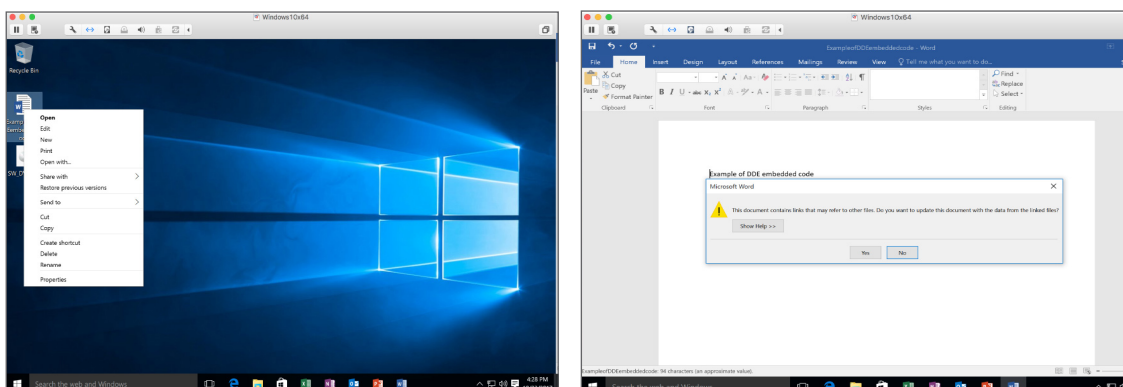 Windows10x64
Recycle Bin
Open
Edit
New
Print
Open with...
Share with
Restore previous versions
Send to
Cut
Copy
Create shortcut
Delete
Rename
Properties
Search the web and Windows
4:28 PM
Windows10x64
ExampleofDDEembeddedcode - Word
File Home Insert Design Layout References Mailings Review View Tell me what you want to do...
Cut
Copy
Format Painter
Paste
Find
Replace
Select
Clipboard Font Paragraph Styles Editing
Example of DDE embedded code
Microsoft Word
This document contains links that may refer to other files. Do you want to update this document with the data from the linked files?
Show Help >>
Yes No
ExampleofDDEembeddedcode: 94 characters (an approximate value).
Search the web and Windows